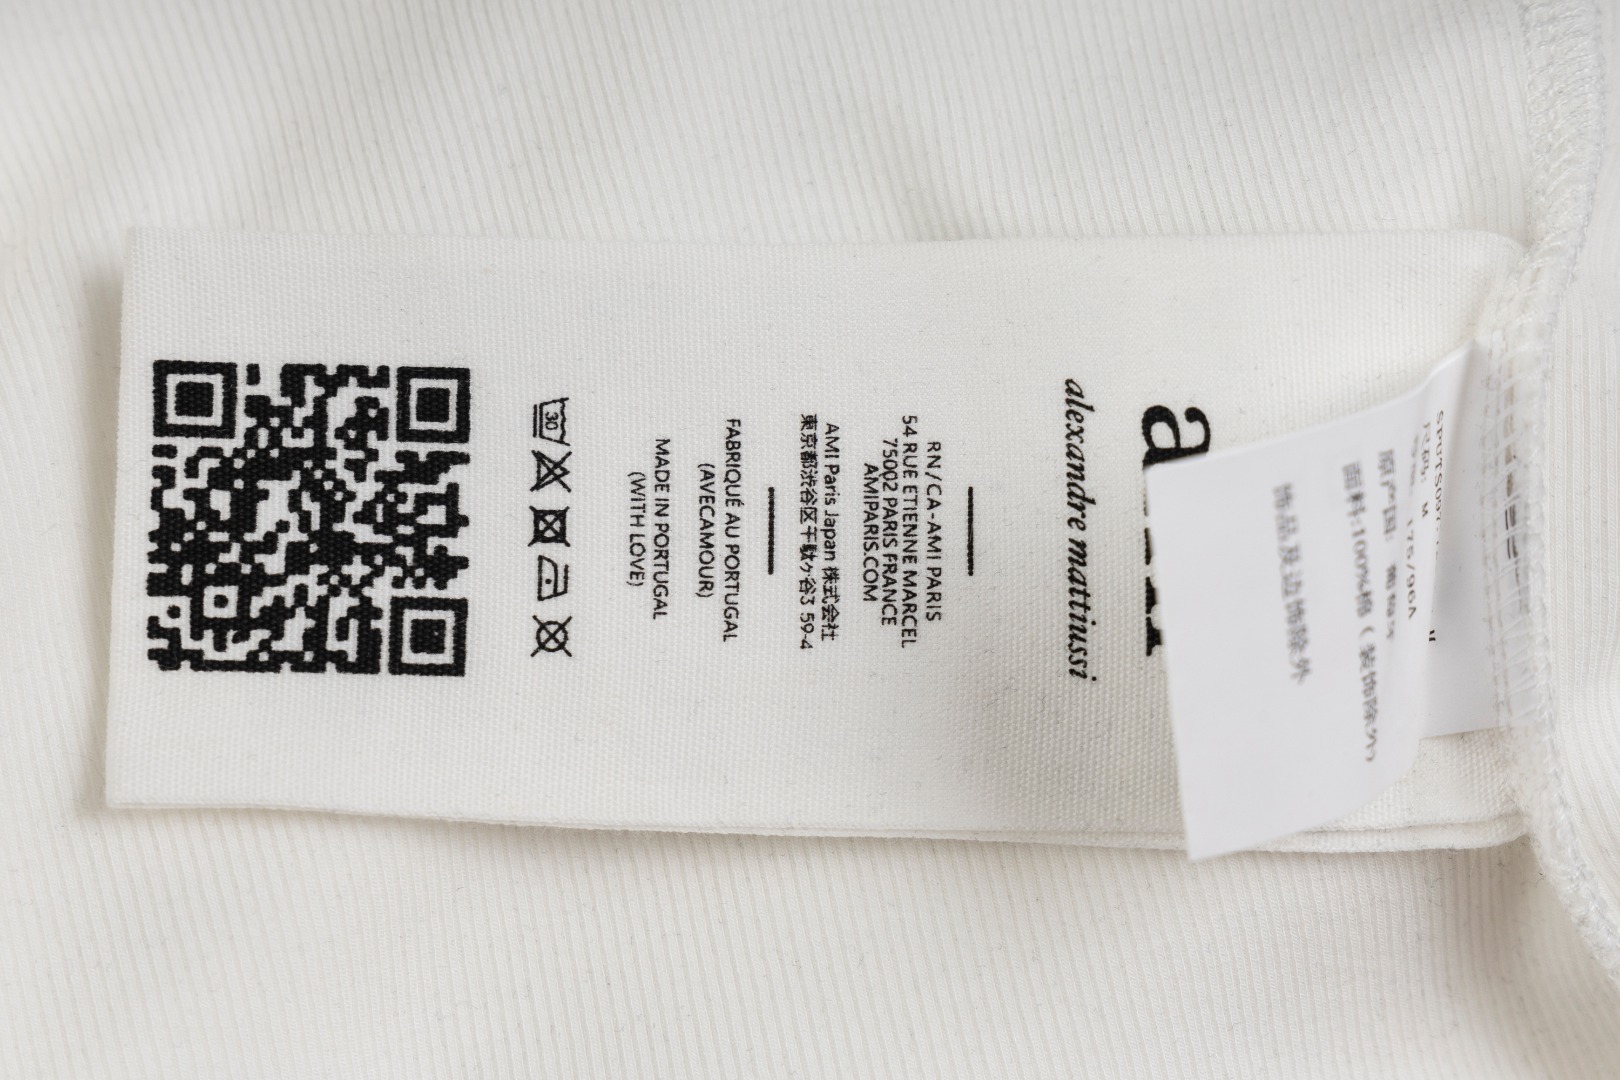 a
alexandre mattiussi
RN/CA-AMI PARIS
54 RUE ETIENNE MARCEL
75002 PARIS FRANCE
AMIPARIS.COM
AMI Paris Japan 株式会社
東京都渋谷区千駄ヶ谷3 59-4
FABRIQUÉ AU PORTUGAL
(AVECAMOUR)
MADE IN PORTUGAL
(WITH LOVE)
30
M 175/96A
原产国:
面料:100%棉(装饰除外)
饰品及边饰除外